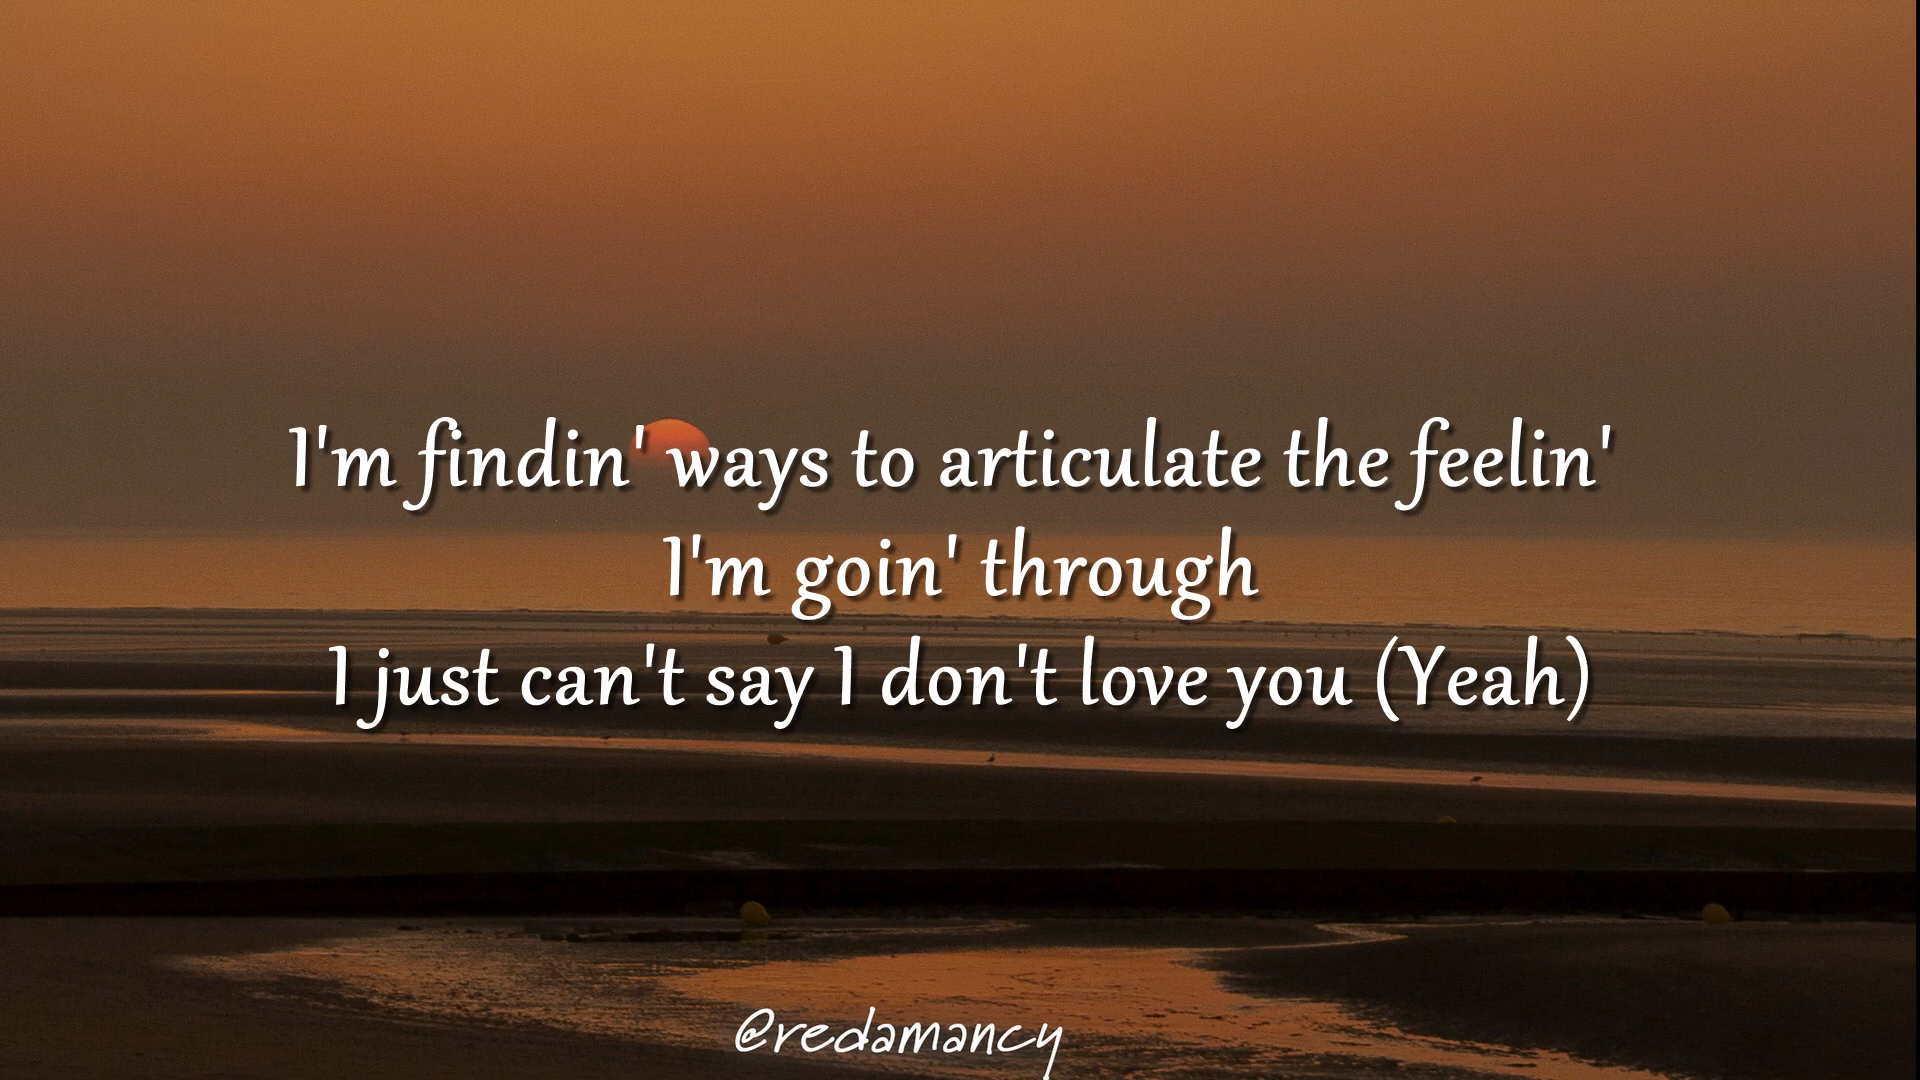 I'm findin' ways to articulate the feelin'
I'm goin' through
I just can't say I don't love you (Yeah)
@redamancy